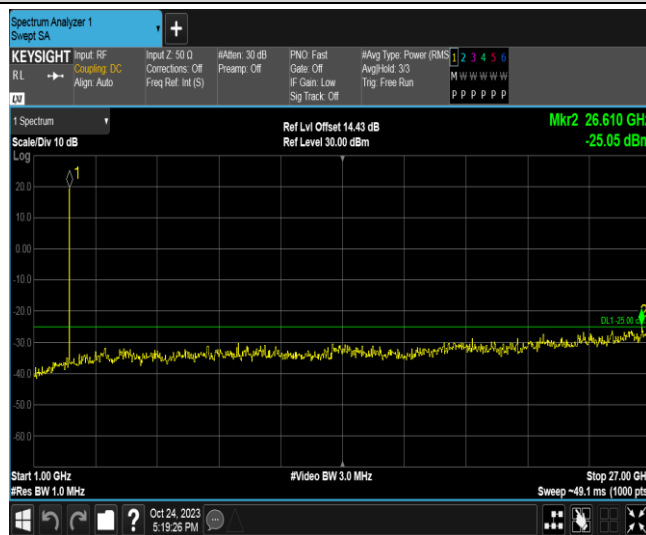 Spectrum Analyzer 1
Swept SA
+
KEYSIGHT Input: RF Input Z: 50 Ω #Atten: 30 dB PNO: Fast #Avg Type: Power (RMS 1 2 3 4 5 6
RL Coupling: DC Corrections: Off Preamp: Off Gate: Off Avg|Hold: 3/3 M W W W W W
Align: Auto Freq Ref: Int (S) IF Gain: Low Trig: Free Run
LXI Sig Track: Off P P P P P P
1 Spectrum Ref Lvl Offset 14.43 dB Mkr2 26.610 GHz
Scale/Div 10 dB Ref Level 30.00 dBm -25.05 dBm
Log
1
20.0
10.0
0.00
-10.0
-20.0
DL1 -25.00
-30.0
-40.0
-50.0
-60.0
Start 1.00 GHz #Video BW 3.0 MHz Stop 27.00 GH
#Res BW 1.0 MHz Sweep ~49.1 ms (1000 pts
? Oct 24, 2023
5:19:26 PM